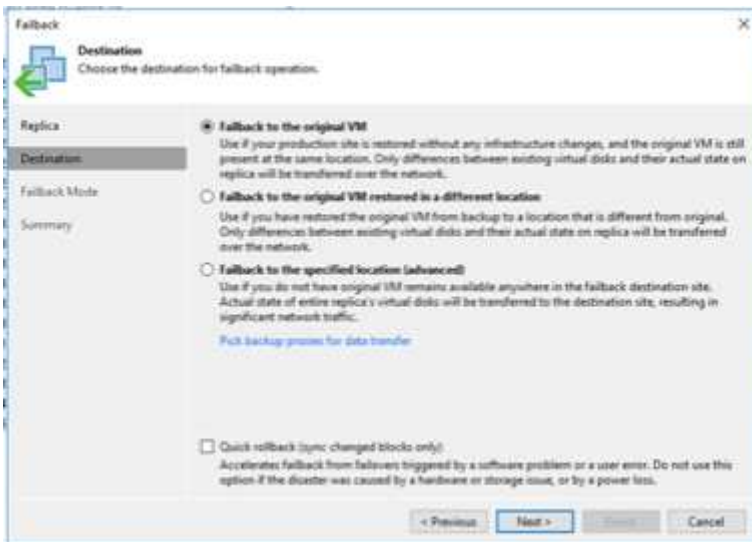 Failback
Destination
Choose the destination for failback operation.
Replica
Destination
Failback Mode
Summary
Failback to the original VM
Use if your production site is restored without any infrastructure changes, and the original VM is still
present at the same location. Only differences between existing virtual disks and their actual state on
replica will be transferred over the network.
Failback to the original VM restored in a different location
Use if you have restored the original VM from backup to a location that is different from original.
Only differences between existing virtual disks and their actual state on replica will be transferred
over the network.
Failback to the specified location (advanced)
Use if you do not have original VM remains available anywhere in the failback destination site.
Actual state of entire replica's virtual disks will be transferred to the destination site, resulting in
significant network traffic.
Pick backup proxies for data transfer
Quick rollback (sync changed blocks only)
Accelerates failback from failovers triggered by a software problem or a user error. Do not use this
option if the disaster was caused by a hardware or storage issue, or by a power loss.
< Previous
Next >
Cancel